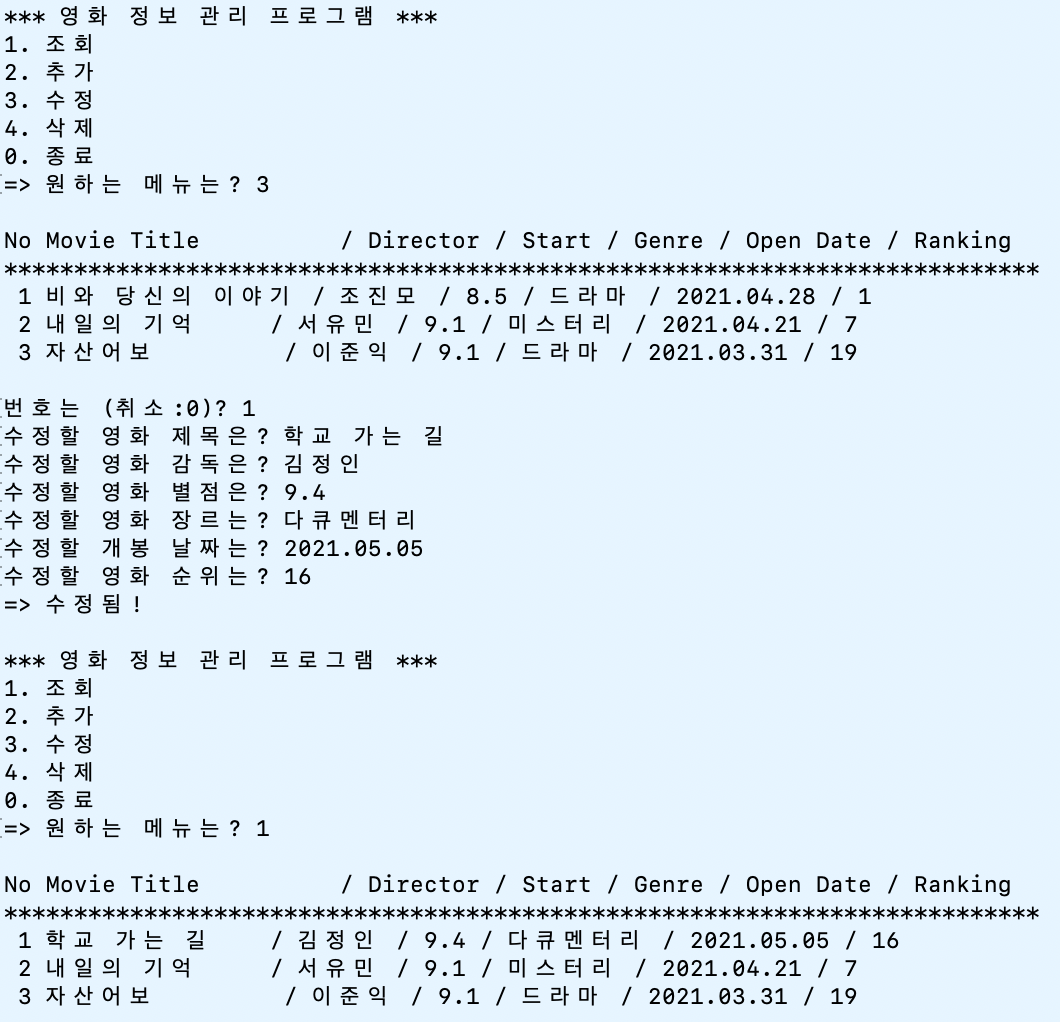 *** 영화 정보 관리 프로그램 ***
1. 조회
2. 추가
3. 수정
4. 삭제
0. 종료
=> 원하는 메뉴는? 3
No Movie Title / Director / Start / Genre / Open Date / Ranking
**************************************************************************
1 비와 당신의 이야기 / 조진모 / 8.5 / 드라마 / 2021.04.28 / 1
2 내일의 기억 / 서유민 / 9.1 / 미스터리 / 2021.04.21 / 7
3 자산어보 / 이준익 / 9.1 / 드라마 / 2021.03.31 / 19
번호는 (취소:0)? 1
수정할 영화 제목은? 학교 가는 길
수정할 영화 감독은? 김정인
수정할 영화 별점은? 9.4
수정할 영화 장르는? 다큐멘터리
수정할 개봉 날짜는? 2021.05.05
수정할 영화 순위는? 16
=> 수정됨!
*** 영화 정보 관리 프로그램 ***
1. 조회
2. 추가
3. 수정
4. 삭제
0. 종료
=> 원하는 메뉴는? 1
No Movie Title / Director / Start / Genre / Open Date / Ranking
**************************************************************************
1 학교 가는 길 / 김정인 / 9.4 / 다큐멘터리 / 2021.05.05 / 16
2 내일의 기억 / 서유민 / 9.1 / 미스터리 / 2021.04.21 / 7
3 자산어보 / 이준익 / 9.1 / 드라마 / 2021.03.31 / 19